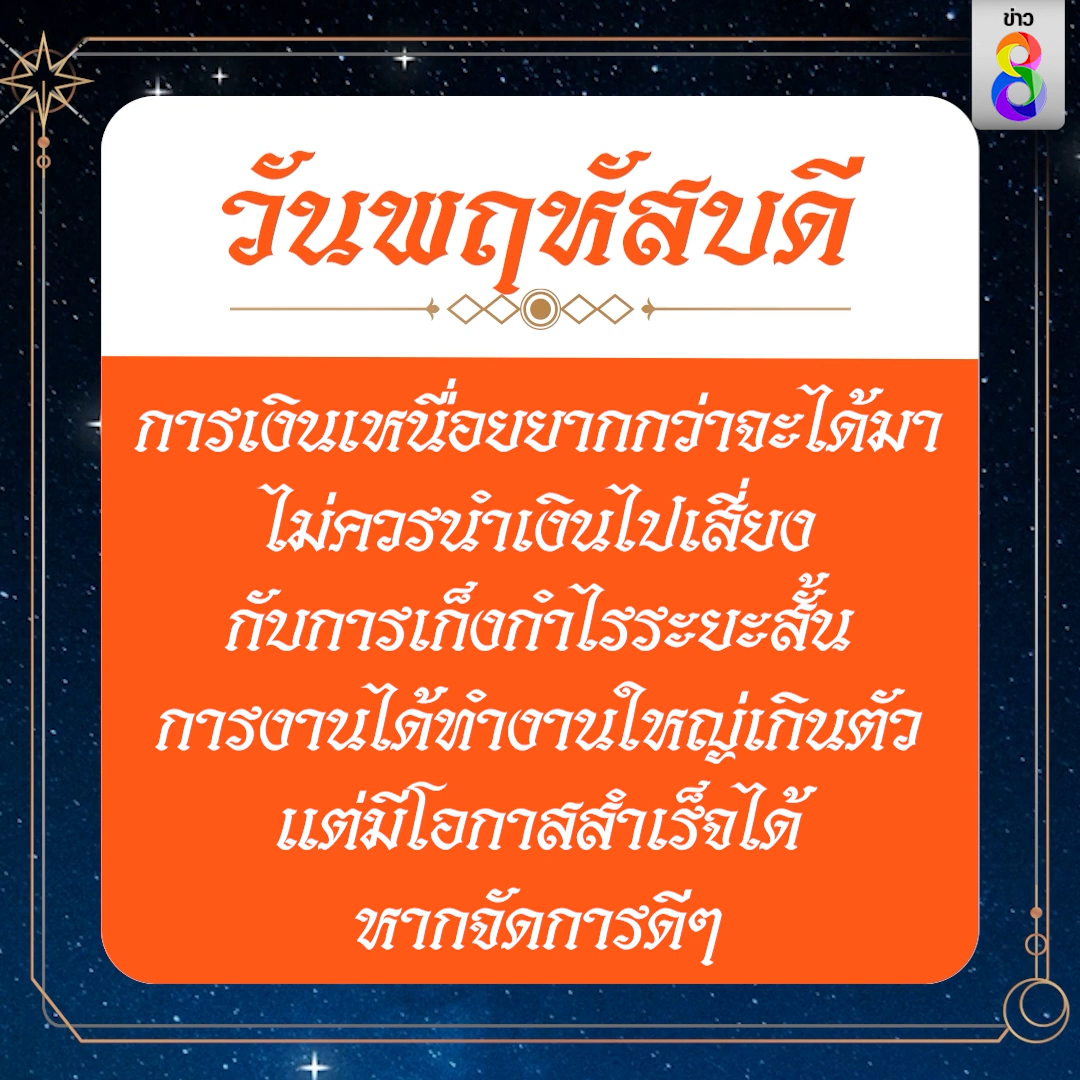 ข่าว
8
วันพฤหัสบดี
การเงินเหนื่อยยากกว่าจะได้มา
ไม่ควรนำเงินไปเสี่ยง
กับการเก็งกำไรระยะสั้น
การงานได้ทำงานใหญ่เกินตัว
แต่มีโอกาสสำเร็จได้
หากจัดการดีๆ